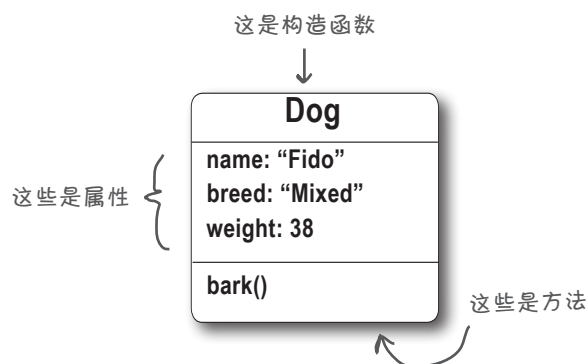 这是构造函数
Dog
name: “Fido”
breed: “Mixed”
weight: 38
这些是属性
bark()
这些是方法